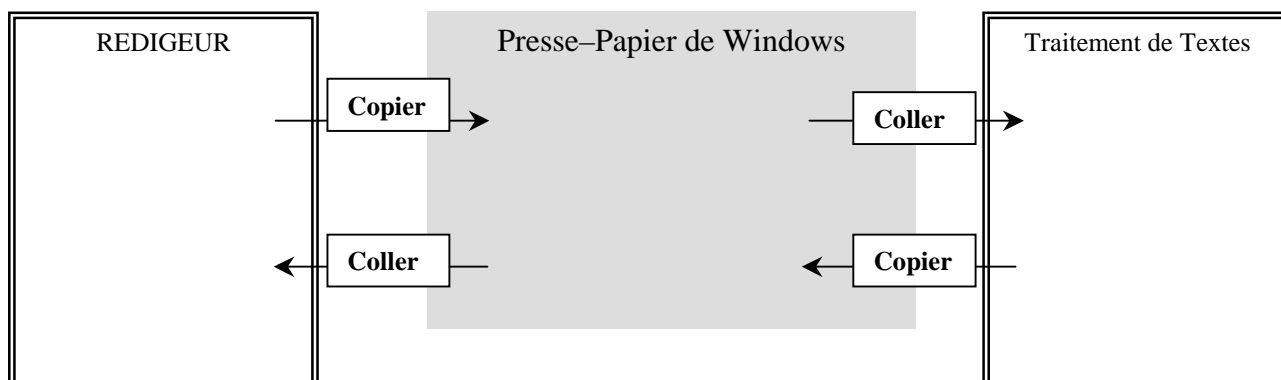 REDIGEUR
Presse–Papier de Windows
Traitement de Textes
Copier
Coller
Coller
Copier